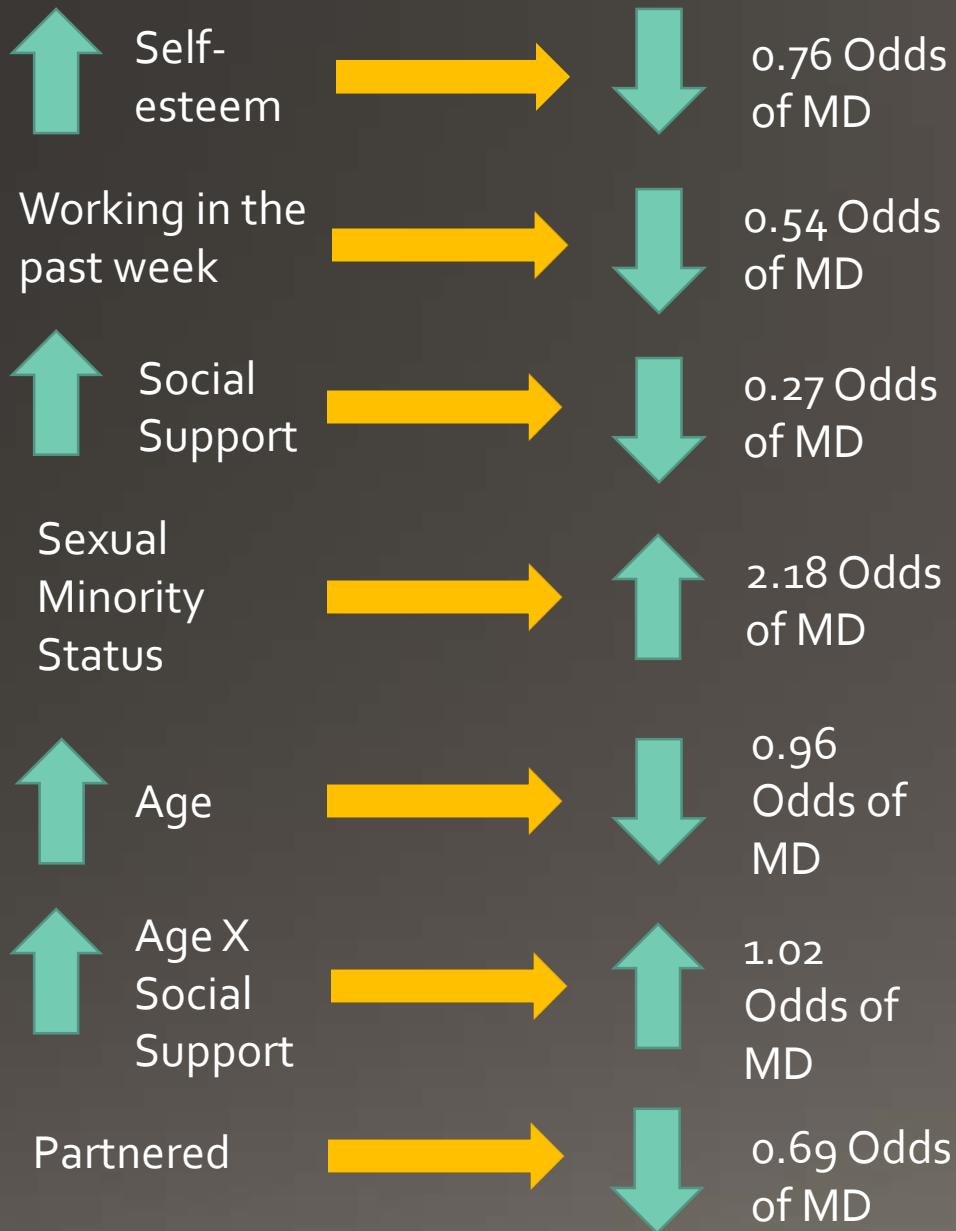 Self-
esteem
0.76 Odds
of MD
Working in the
past week
0.54 Odds
of MD
Social
Support
0.27 Odds
of MD
Sexual
Minority
Status
2.18 Odds
of MD
Age
0.96
Odds of
MD
Age X
Social
Support
1.02
Odds of
MD
Partnered
0.69 Odds
of MD